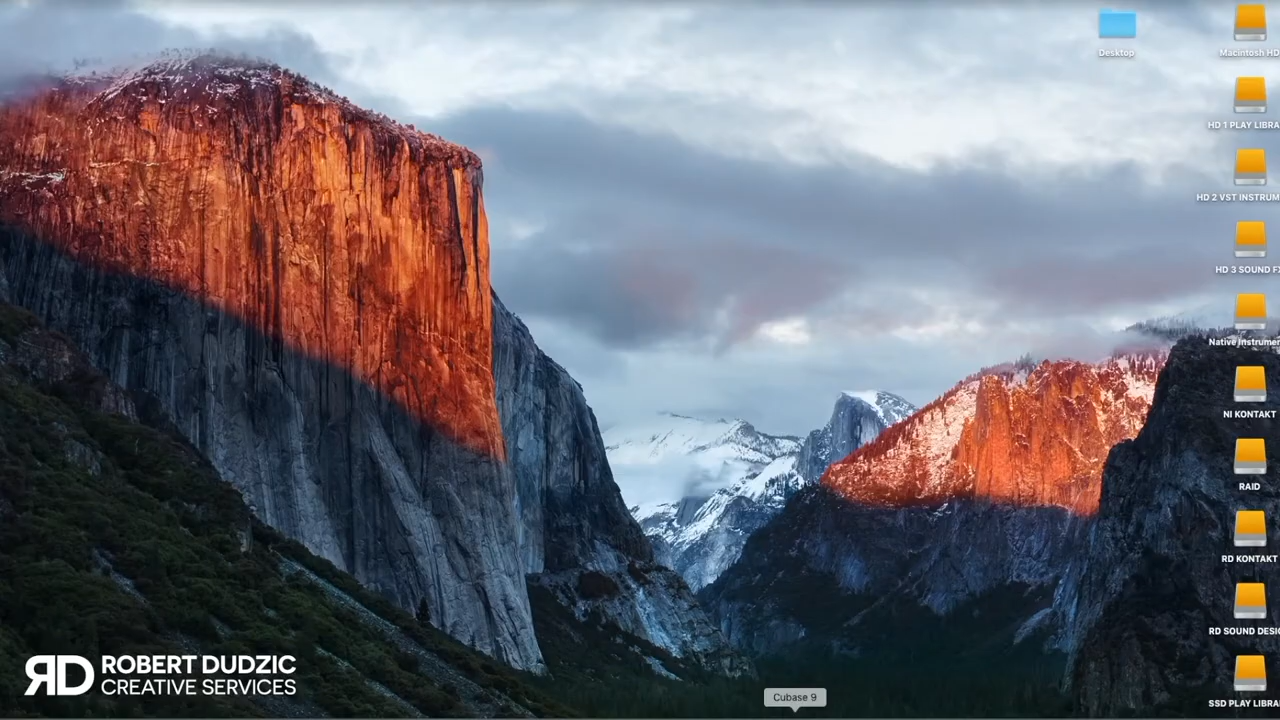 Desktop
Macintosh HD
HD 1 PLAY LIBRA
HD 2 VST INSTRUM
HD 3 SOUND FX
Native Instrumen
NI KONTAKT
RAID
RD KONTAKT
RD SOUND DESIG
SSD PLAY LIBRA
RD ROBERT DUDZIC
CREATIVE SERVICES
Cubase 9